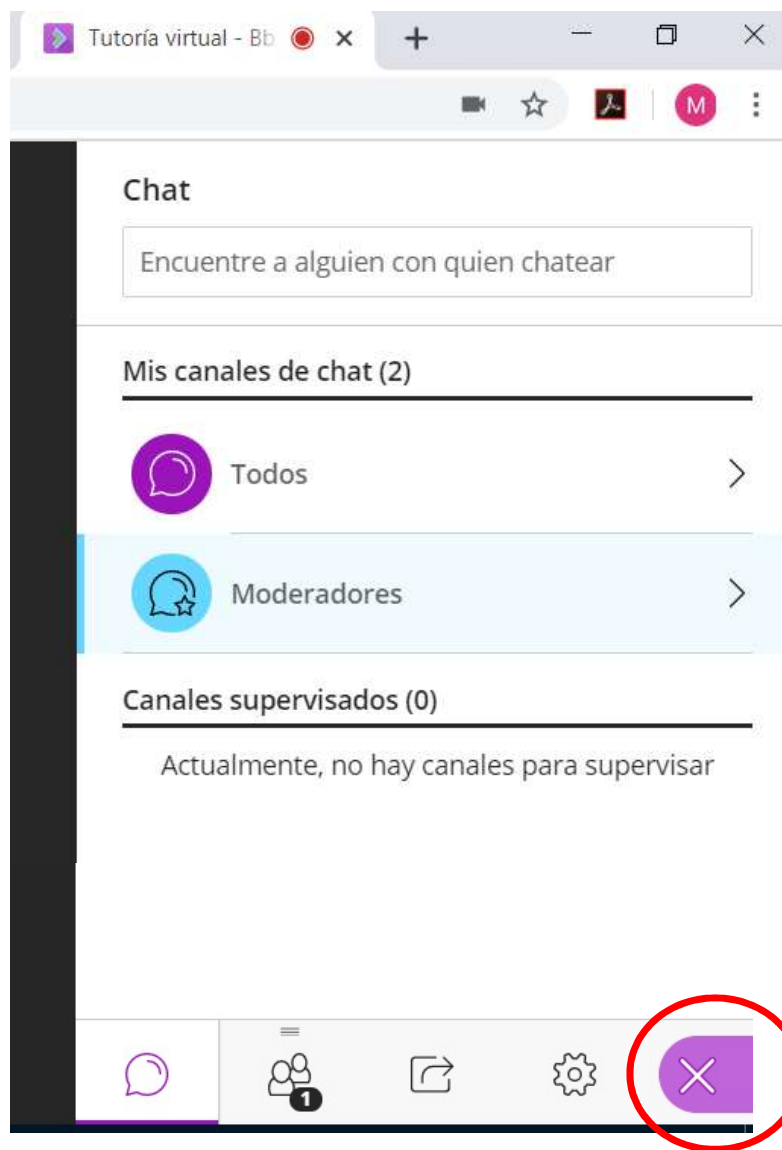 Tutoría virtual - Bb
M
Chat
Encuentre a alguien con quien chatear
Mis canales de chat (2)
Todos
Moderadores
Canales supervisados (0)
Actualmente, no hay canales para supervisar
1